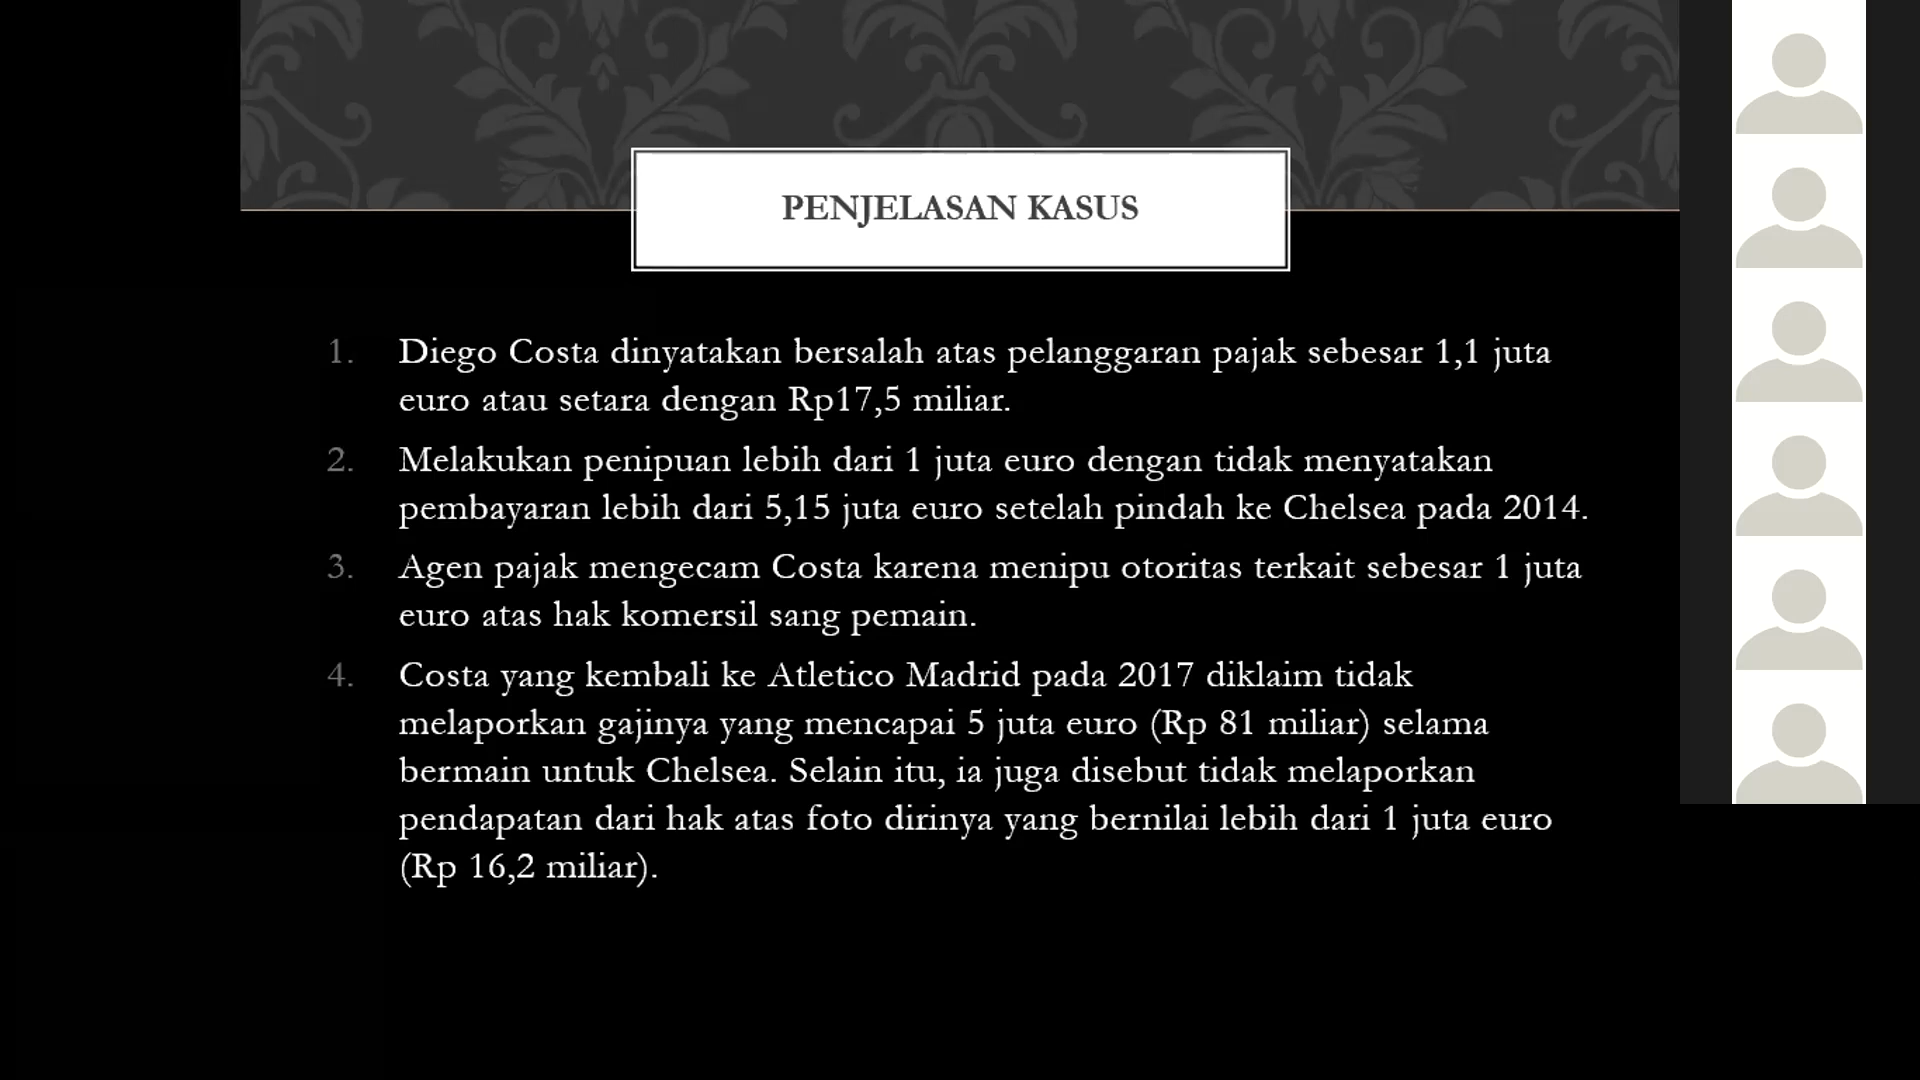 PENJELASAN KASUS
1. Diego Costa dinyatakan bersalah atas pelanggaran pajak sebesar 1,1 juta
euro atau setara dengan Rp17,5 miliar.
2. Melakukan penipuan lebih dari 1 juta euro dengan tidak menyatakan
pembayaran lebih dari 5,15 juta euro setelah pindah ke Chelsea pada 2014.
3. Agen pajak mengecam Costa karena menipu otoritas terkait sebesar 1 juta
euro atas hak komersil sang pemain.
4. Costa yang kembali ke Atletico Madrid pada 2017 diklaim tidak
melaporkan gajinya yang mencapai 5 juta euro (Rp 81 miliar) selama
bermain untuk Chelsea. Selain itu, ia juga disebut tidak melaporkan
pendapatan dari hak atas foto dirinya yang bernilai lebih dari 1 juta euro
(Rp 16,2 miliar).